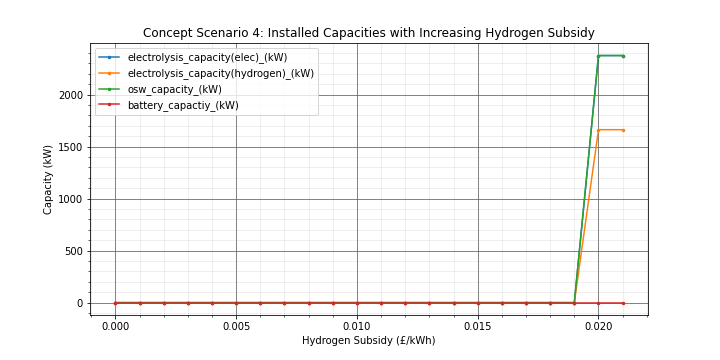 Concept Scenario 4: Installed Capacities with Increasing Hydrogen Subsidy
electrolysis_capacity(elec)_(kW)
electrolysis_capacity(hydrogen)_(kW)
osw_capacity_(kW)
battery_capactiy_(kW)
Capacity (kW)
2000
1500
1000
500
0
0.000
0.005
0.010
0.015
0.020
Hydrogen Subsidy (£/kWh)